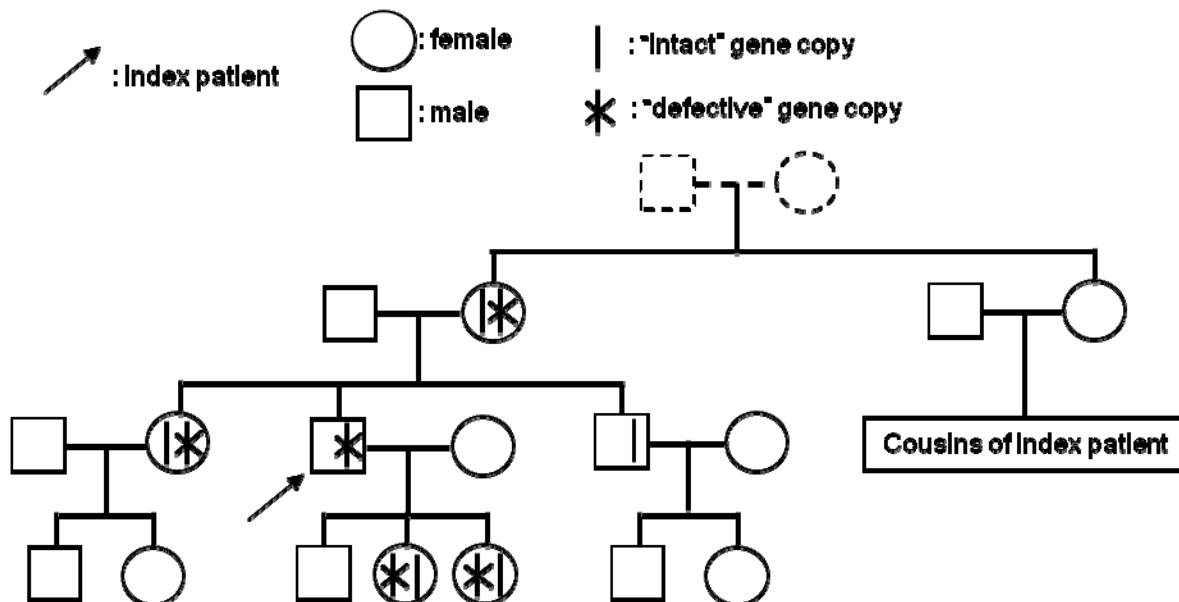 : female
: "intact" gene copy
: Index patient
: male
: "defective" gene copy
Cousins of index patient